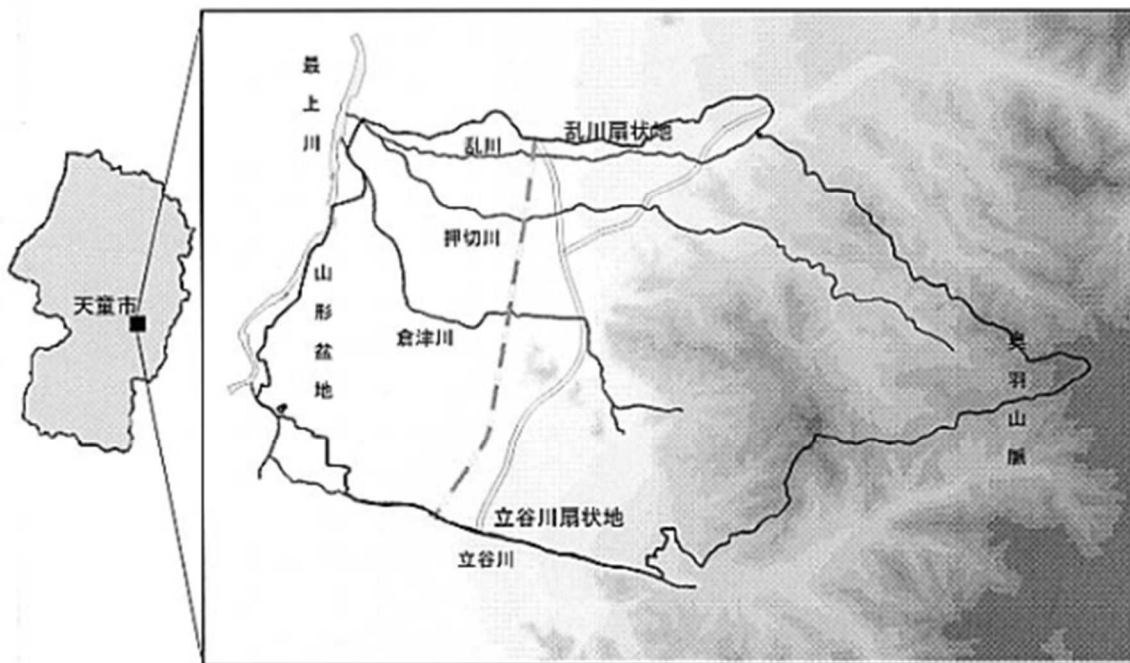 最上川
乱川扇状地
乱川
押切川
山形盆地
天童市
倉津川
奥羽山脈
立谷川扇状地
立谷川